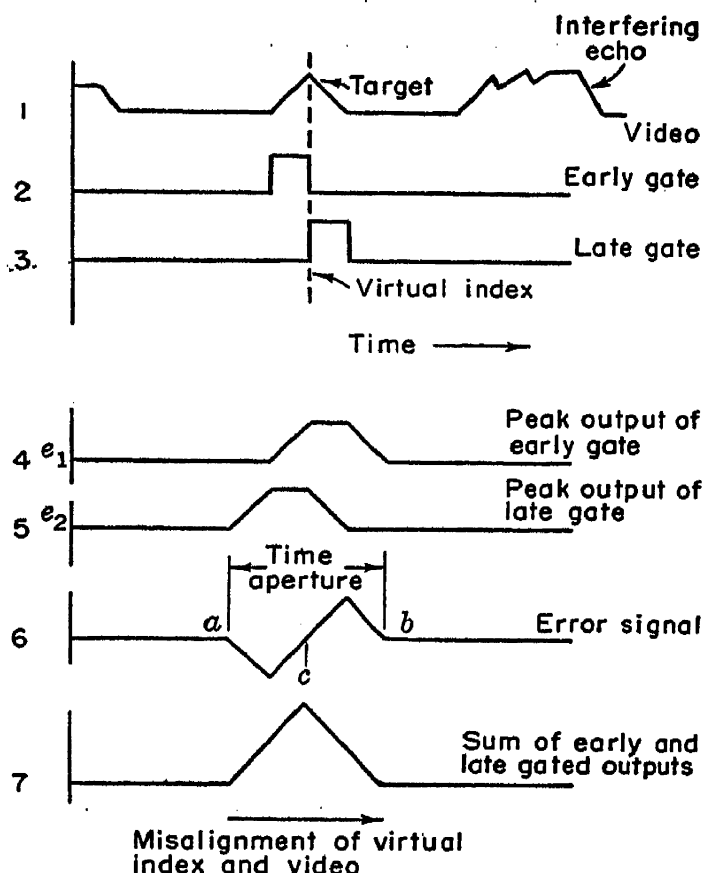 Interfering
echo
Target
1
Video
2
Early gate
3.
Late gate
Virtual index
Time
4 e1
Peak output of
early gate
5 e2
Peak output of
late gate
Time
aperture
6
a
b
c
Error signal
7
Sum of early and
late gated outputs
Misalignment of virtual
index and video